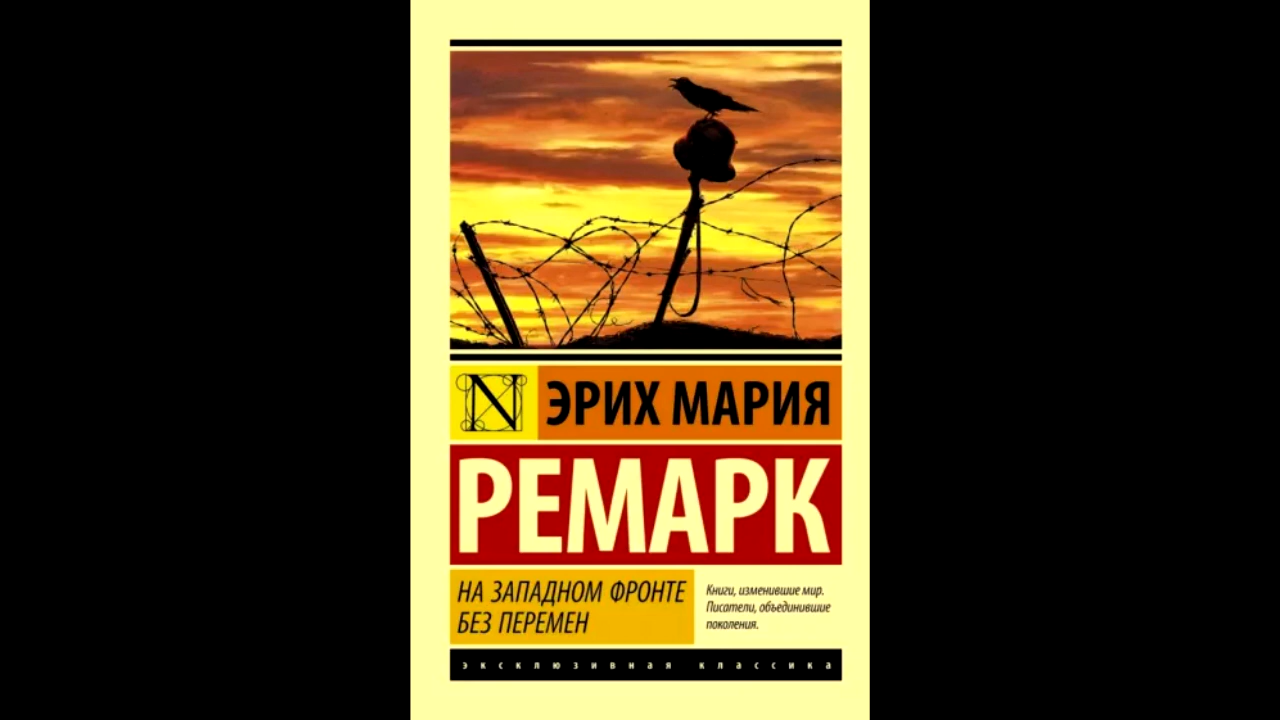 N ЭРИХ МАРИЯ
РЕМАРК
НА ЗАПАДНОМ ФРОНТЕ
БЕЗ ПЕРЕМЕН
Книги, изменившие мир.
Писатели, объединившие
поколения.
эксклюзивная классика